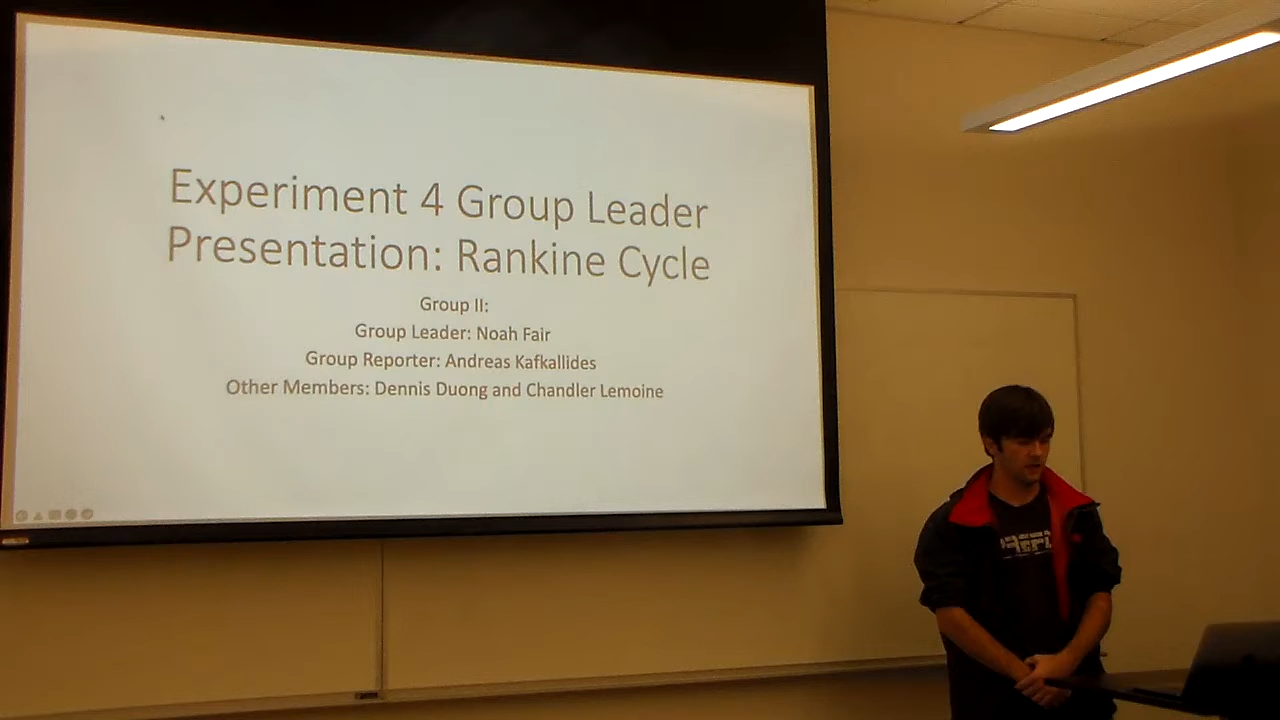 Experiment 4 Group Leader
Presentation: Rankine Cycle
Group II:
Group Leader: Noah Fair
Group Reporter: Andreas Kafkallides
Other Members: Dennis Duong and Chandler Lemoine